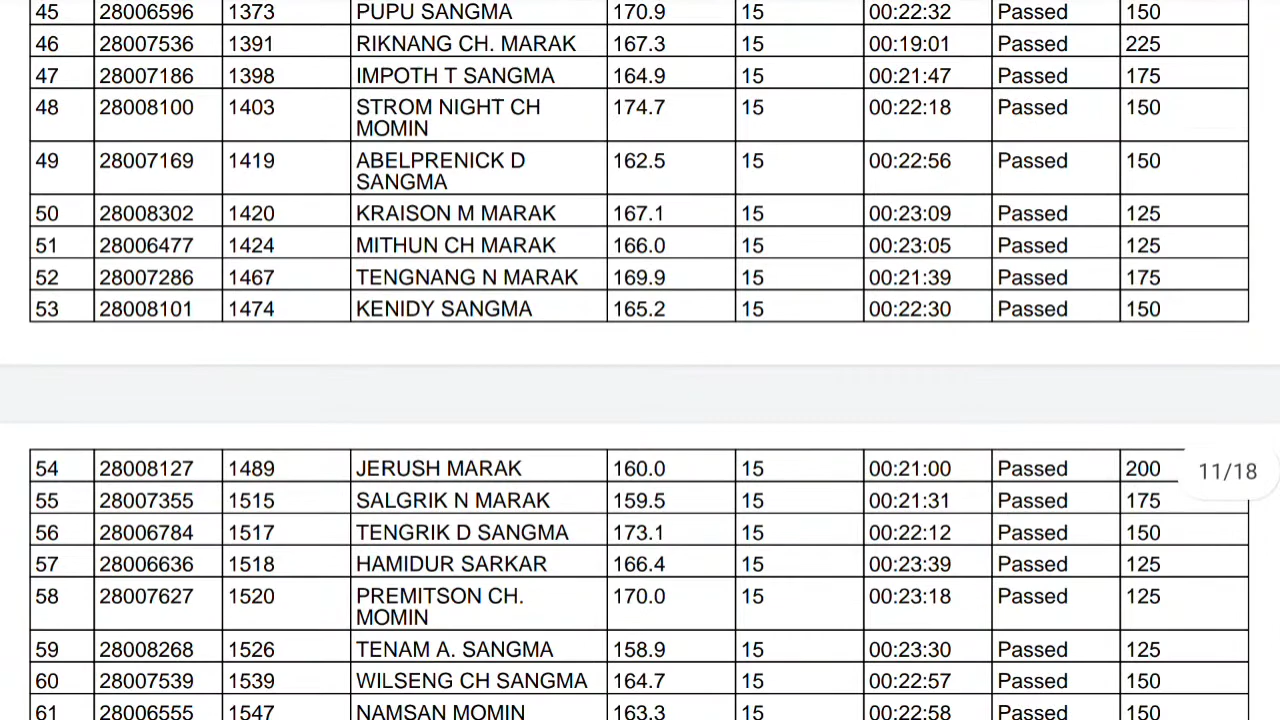 45 28006596 1373 PUPU SANGMA 170.9 15 00:22:32 Passed 150
46 28007536 1391 RIKNANG CH. MARAK 167.3 15 00:19:01 Passed 225
47 28007186 1398 IMPOTH T SANGMA 164.9 15 00:21:47 Passed 175
48 28008100 1403 STROM NIGHT CH 174.7 15 00:22:18 Passed 150
MOMIN
49 28007169 1419 ABELPRENICK D 162.5 15 00:22:56 Passed 150
SANGMA
50 28008302 1420 KRAISON M MARAK 167.1 15 00:23:09 Passed 125
51 28006477 1424 MITHUN CH MARAK 166.0 15 00:23:05 Passed 125
52 28007286 1467 TENGNANG N MARAK 169.9 15 00:21:39 Passed 175
53 28008101 1474 KENIDY SANGMA 165.2 15 00:22:30 Passed 150
54 28008127 1489 JERUSH MARAK 160.0 15 00:21:00 Passed 200 11/18
55 28007355 1515 SALGRIK N MARAK 159.5 15 00:21:31 Passed 175
56 28006784 1517 TENGRIK D SANGMA 173.1 15 00:22:12 Passed 150
57 28006636 1518 HAMIDUR SARKAR 166.4 15 00:23:39 Passed 125
58 28007627 1520 PREMITSON CH. 170.0 15 00:23:18 Passed 125
MOMIN
59 28008268 1526 TENAM A. SANGMA 158.9 15 00:23:30 Passed 125
60 28007539 1539 WILSENG CH SANGMA 164.7 15 00:22:57 Passed 150
61 28006555 1547 NAMSAN MOMIN 163.3 15 00:22:58 Passed 150